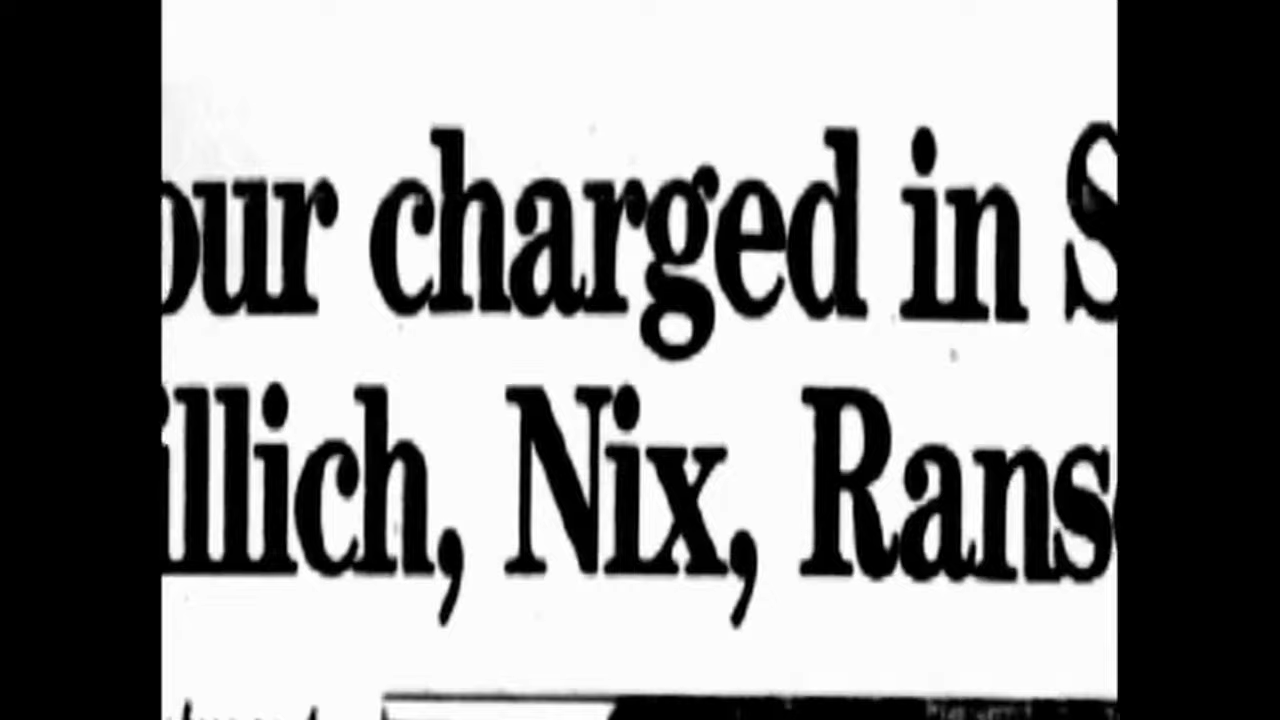 our charged in S
illich, Nix, Rans